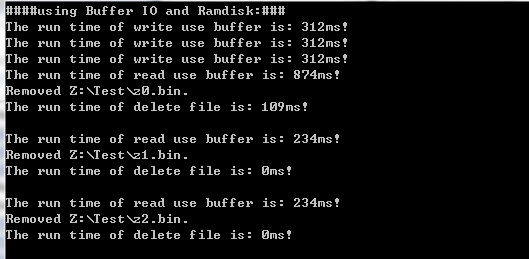 ####using Buffer IO and Ramdisk:###
The run time of write use buffer is: 312ms!
The run time of write use buffer is: 312ms!
The run time of write use buffer is: 312ms!
The run time of read use buffer is: 874ms!
Removed Z:\Test\z0.bin.
The run time of delete file is: 109ms!
The run time of read use buffer is: 234ms!
Removed Z:\Test\z1.bin.
The run time of delete file is: 0ms!
The run time of read use buffer is: 234ms!
Removed Z:\Test\z2.bin.
The run time of delete file is: 0ms!